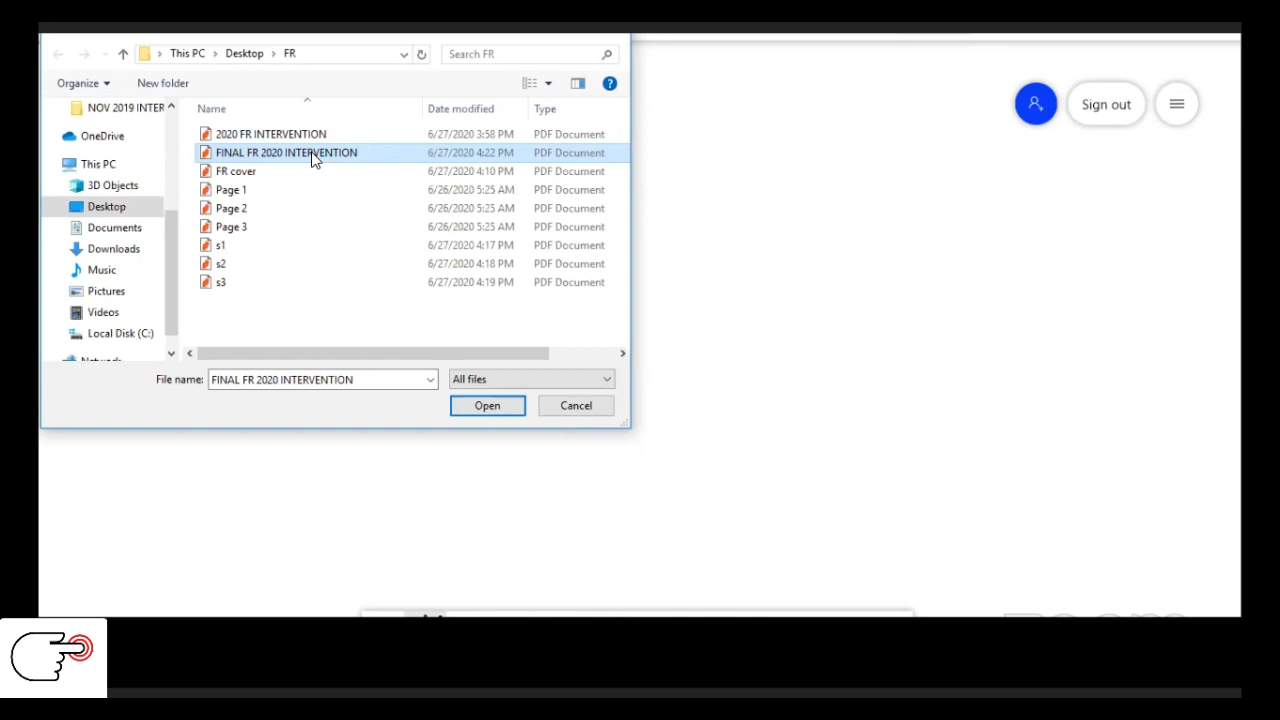 This PC > Desktop > FR
Search FR
Organize
New folder
Name Date modified Type
NOV 2019 INTER
OneDrive
This PC
3D Objects
Desktop
Documents
Downloads
Music
Pictures
Videos
Local Disk (C:)
Network
2020 FR INTERVENTION 6/27/2020 3:58 PM PDF Document
FINAL FR 2020 INTERVENTION 6/27/2020 4:22 PM PDF Document
FR cover 6/27/2020 4:10 PM PDF Document
Page 1 6/26/2020 5:25 AM PDF Document
Page 2 6/26/2020 5:25 AM PDF Document
Page 3 6/26/2020 5:25 AM PDF Document
s1 6/27/2020 4:17 PM PDF Document
s2 6/27/2020 4:18 PM PDF Document
s3 6/27/2020 4:19 PM PDF Document
File name: FINAL FR 2020 INTERVENTION
All files
Open
Cancel
Sign out